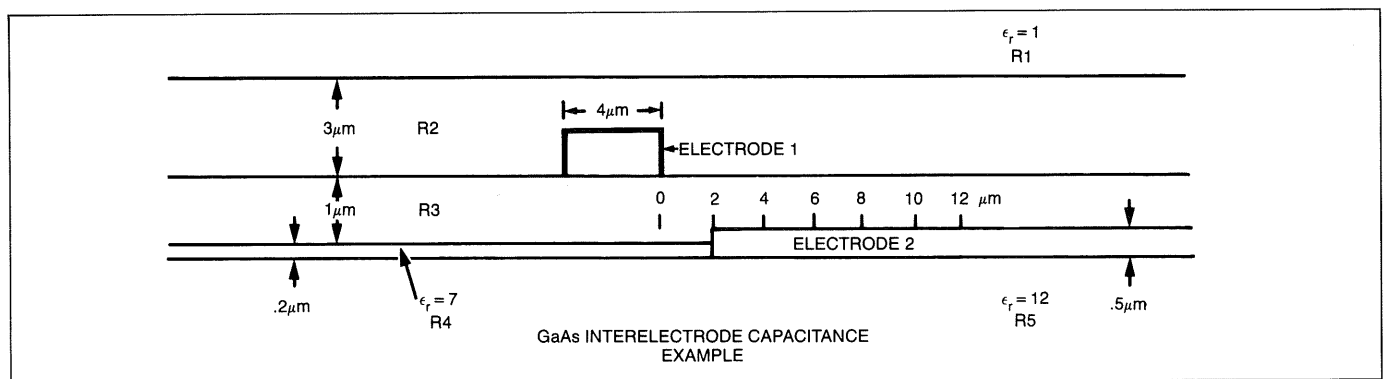 ϵr = 1
R1
4μm
3μm
R2
ELECTRODE 1
1μm
R3
0 2 4 6 8 10 12 μm
ELECTRODE 2
.2μm
ϵr = 7
R4
ϵr = 12
R5
.5μm
GaAs INTERELECTRODE CAPACITANCE
EXAMPLE